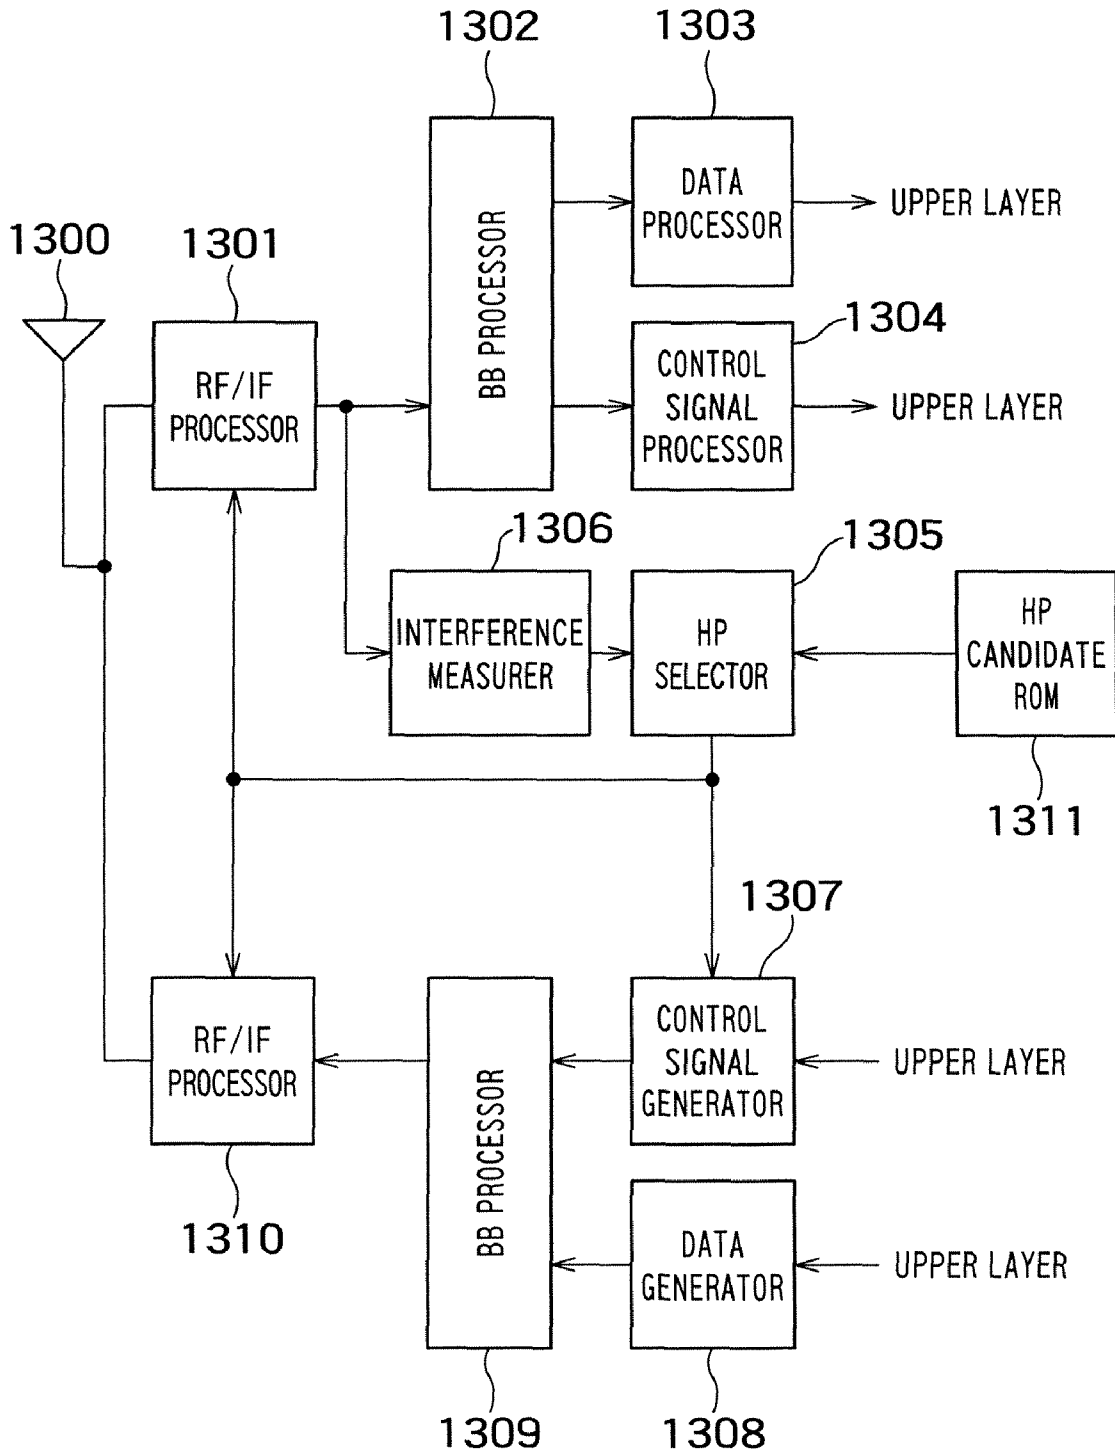 1302
1303
DATA
PROCESSOR
UPPER LAYER
1300
1301
BB PROCESSOR
RF/IF
PROCESSOR
1304
CONTROL
SIGNAL
PROCESSOR
UPPER LAYER
1306
1305
INTERFERENCE
MEASURER
HP
SELECTOR
HP
CANDIDATE
ROM
1311
1307
RF/IF
PROCESSOR
CONTROL
SIGNAL
GENERATOR
UPPER LAYER
BB PROCESSOR
1310
DATA
GENERATOR
UPPER LAYER
1309
1308